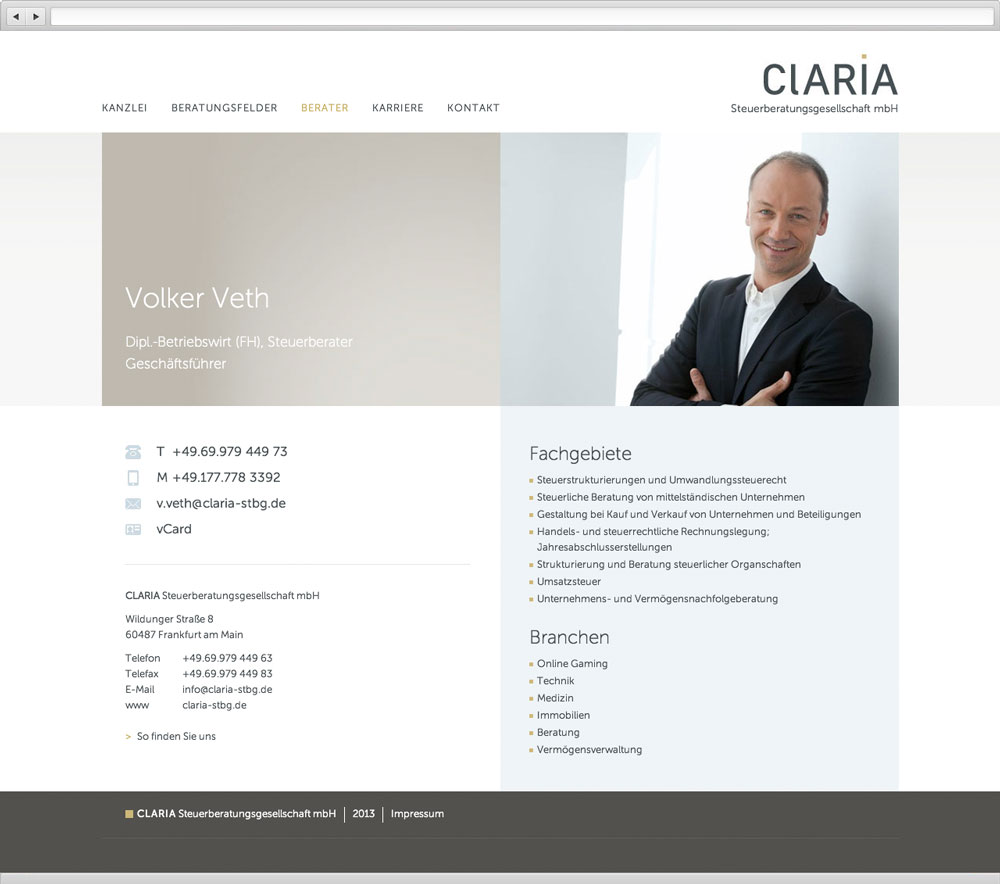 CLARIA
Steuerberatungsgesellschaft mbH
KANZLEI BERATUNGSFELDER BERATER KARRIERE KONTAKT
Volker Veth
Dipl.-Betriebswirt (FH), Steuerberater
Geschäftsführer
T +49.69.979 449 73
M +49.177.778 3392
v.veth@claria-stbg.de
vCard
CLARIA Steuerberatungsgesellschaft mbH
Wildunger Straße 8
60487 Frankfurt am Main
Telefon +49.69.979 449 63
Telefax +49.69.979 449 83
E-Mail info@claria-stbg.de
www claria-stbg.de
> So finden Sie uns
Fachgebiete
Steuerstrukturierungen und Umwandlungssteuerecht
Steuerliche Beratung von mittelständischen Unternehmen
Gestaltung bei Kauf und Verkauf von Unternehmen und Beteiligungen
Handels- und steuerrechtliche Rechnungslegung;
Jahresabschlusserstellungen
Strukturierung und Beratung steuerlicher Organschaften
Umsatzsteuer
Unternehmens- und Vermögensnachfolgeberatung
Branchen
Online Gaming
Technik
Medizin
Immobilien
Beratung
Vermögensverwaltung
CLARIA Steuerberatungsgesellschaft mbH | 2013 | Impressum